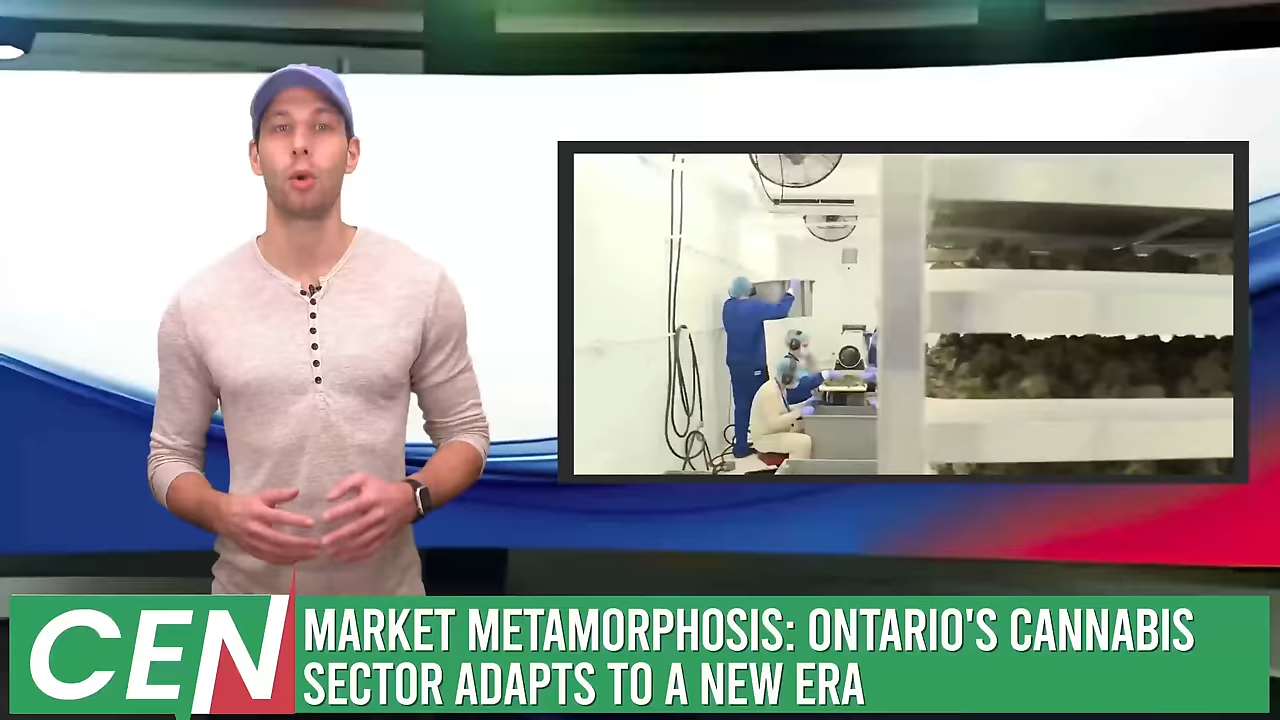 CEN
MARKET METAMORPHOSIS: ONTARIO'S CANNABIS
SECTOR ADAPTS TO A NEW ERA